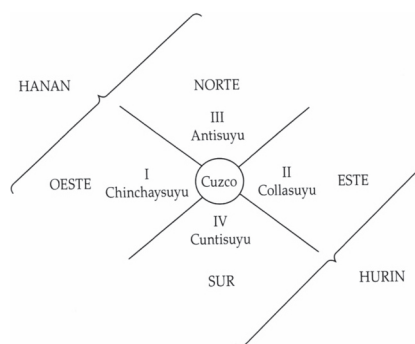 HANAN
NORTE
III
Antisuyu
OESTE
I
Chinchaysuyu
Cuzco
II
Collasuyu
ESTE
IV
Cuntisuyu
SUR
HURIN